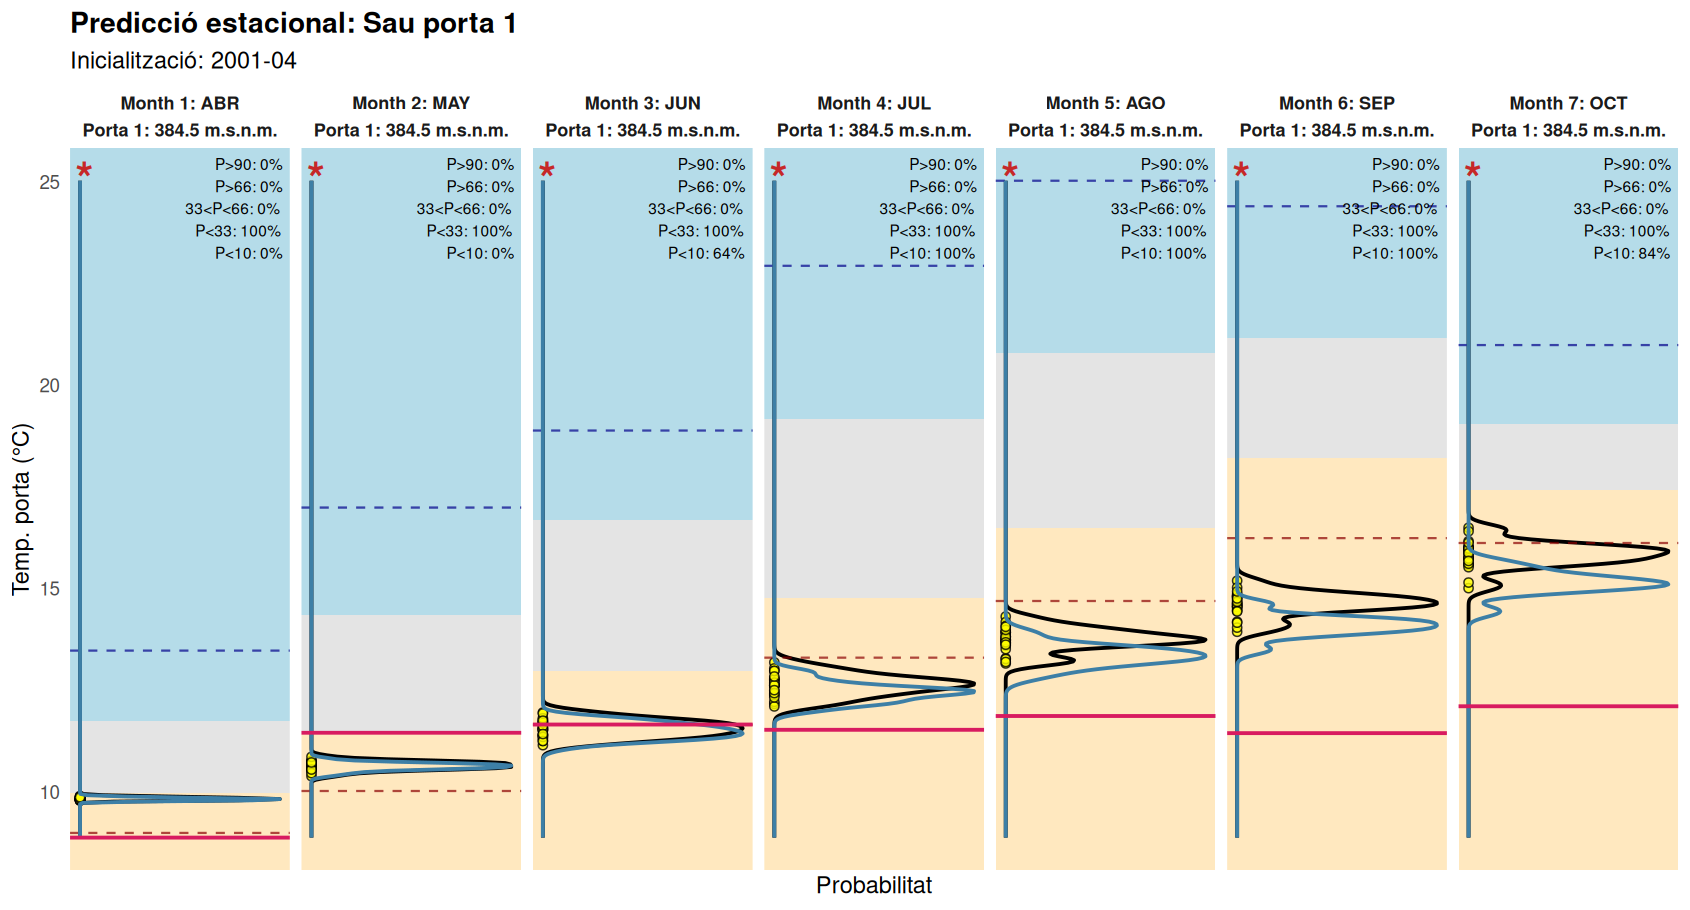 Predicció estacional: Sau porta 1
Inicialització: 2001-04
Month 1: ABR
Porta 1: 384.5 m.s.n.m.
Month 2: MAY
Porta 1: 384.5 m.s.n.m.
Month 3: JUN
Porta 1: 384.5 m.s.n.m.
Month 4: JUL
Porta 1: 384.5 m.s.n.m.
Month 5: AGO
Porta 1: 384.5 m.s.n.m.
Month 6: SEP
Porta 1: 384.5 m.s.n.m.
Month 7: OCT
Porta 1: 384.5 m.s.n.m.
Temp. porta (°C)
25
20
15
10
*
P>90: 0%
P>66: 0%
33<P<66: 0%
P<33: 100%
P<10: 0%
*
P>90: 0%
P>66: 0%
33<P<66: 0%
P<33: 100%
P<10: 0%
*
P>90: 0%
P>66: 0%
33<P<66: 0%
P<33: 100%
P<10: 64%
*
P>90: 0%
P>66: 0%
33<P<66: 0%
P<33: 100%
P<10: 100%
*
P>90: 0%
P>66: 0%
33<P<66: 0%
P<33: 100%
P<10: 100%
*
P>90: 0%
P>66: 0%
33<P<66: 0%
P<33: 100%
P<10: 100%
*
P>90: 0%
P>66: 0%
33<P<66: 0%
P<33: 100%
P<10: 84%
Probabilitat